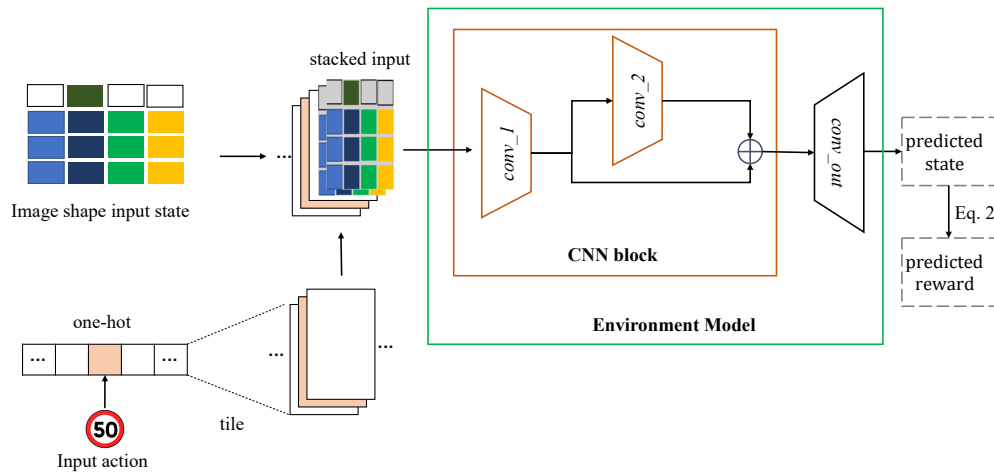 stacked input
...
Image shape input state
conv_1
conv_2
conv_out
CNN block
Environment Model
predicted
state
Eq. 2
predicted
reward
one-hot
...
...
...
...
50
tile
Input action